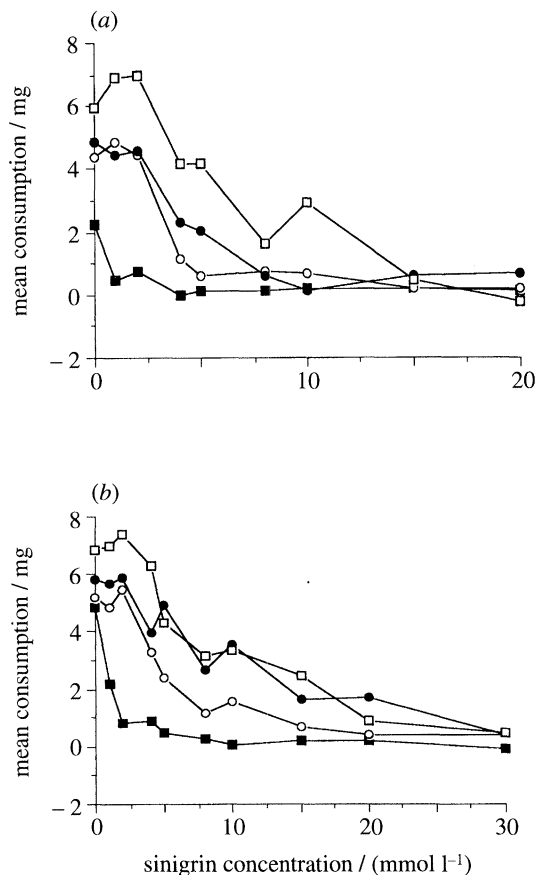 (a)
8
6
4
2
0
− 2
mean consumption / mg
0 10 20
(b)
8
6
4
2
0
− 2
mean consumption / mg
0 10 20 30
sinigrin concentration / (mmol l⁻¹)